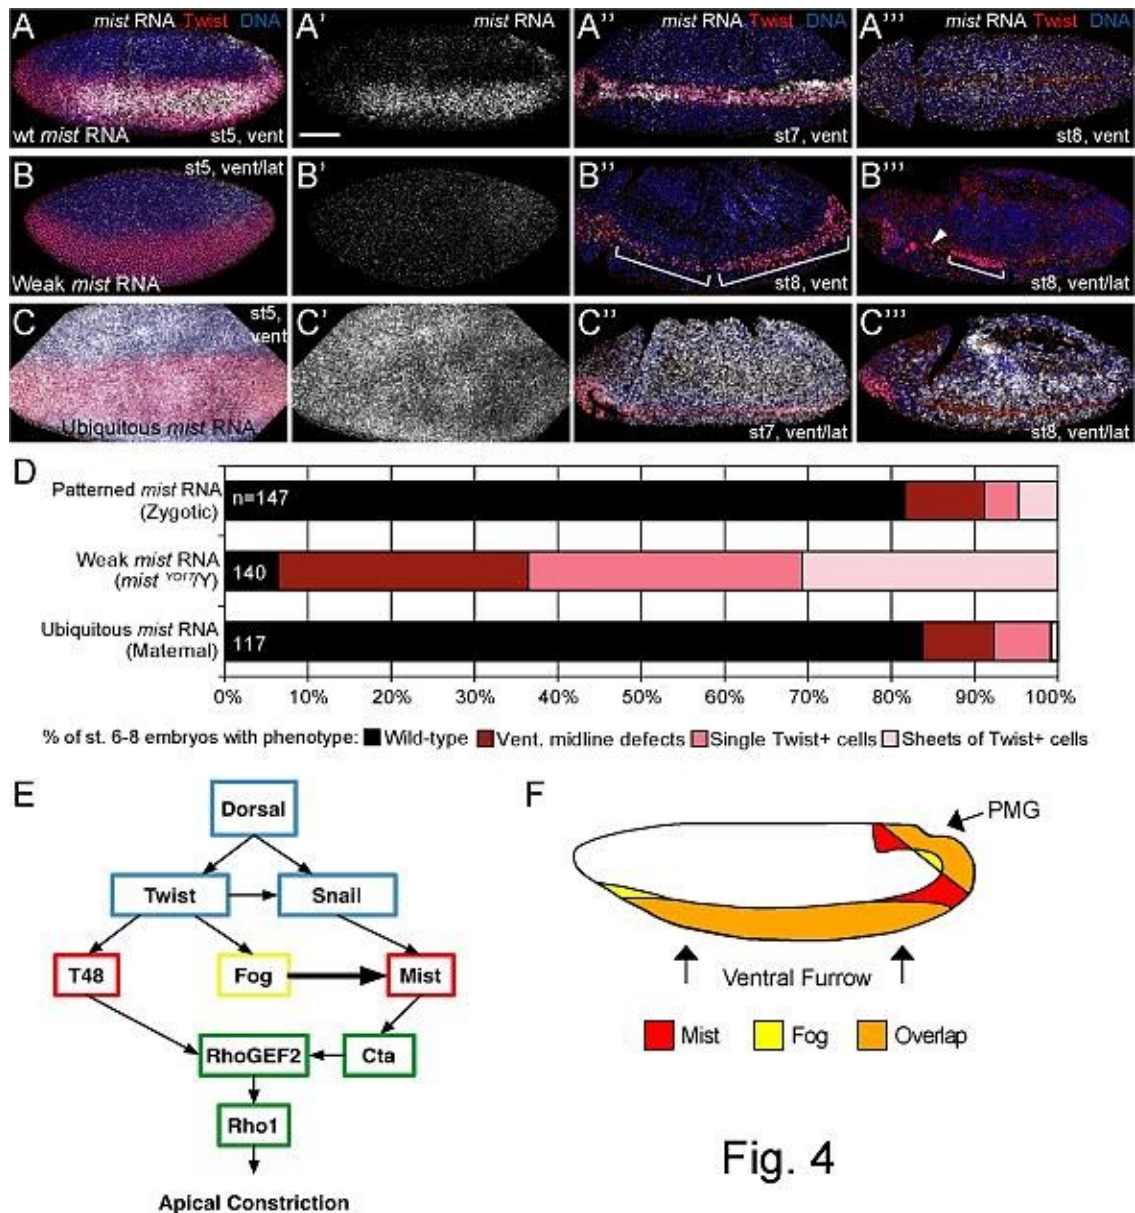 A mist RNA Twist DNA
wt mist RNA
st5, vent
A' mist RNA
A'' mist RNA Twist DNA
st7, vent
A''' mist RNA Twist DNA
st8, vent
B st5, vent/lat
Weak mist RNA
B'
B''
st8, vent
B'''
st8, vent/lat
C st5,
vent
Ubiquitous mist RNA
C'
C''
st7, vent/lat
C'''
st8, vent/lat
D
Patterned mist RNA
(Zygotic)
n=147
Weak mist RNA
(mist /Y)
140
Ubiquitous mist RNA
(Maternal)
117
0% 10% 20% 30% 40% 50% 60% 70% 80% 90% 100%
% of st. 6-8 embryos with phenotype: Wild-type Vent. midline defects Single Twist+ cells Sheets of Twist+ cells
E
Dorsal
Twist Snail
T48 Fog Mist
RhoGEF2 Cta
Rho1
Apical Constriction
F
PMG
Ventral Furrow
Mist Fog Overlap
Fig. 4